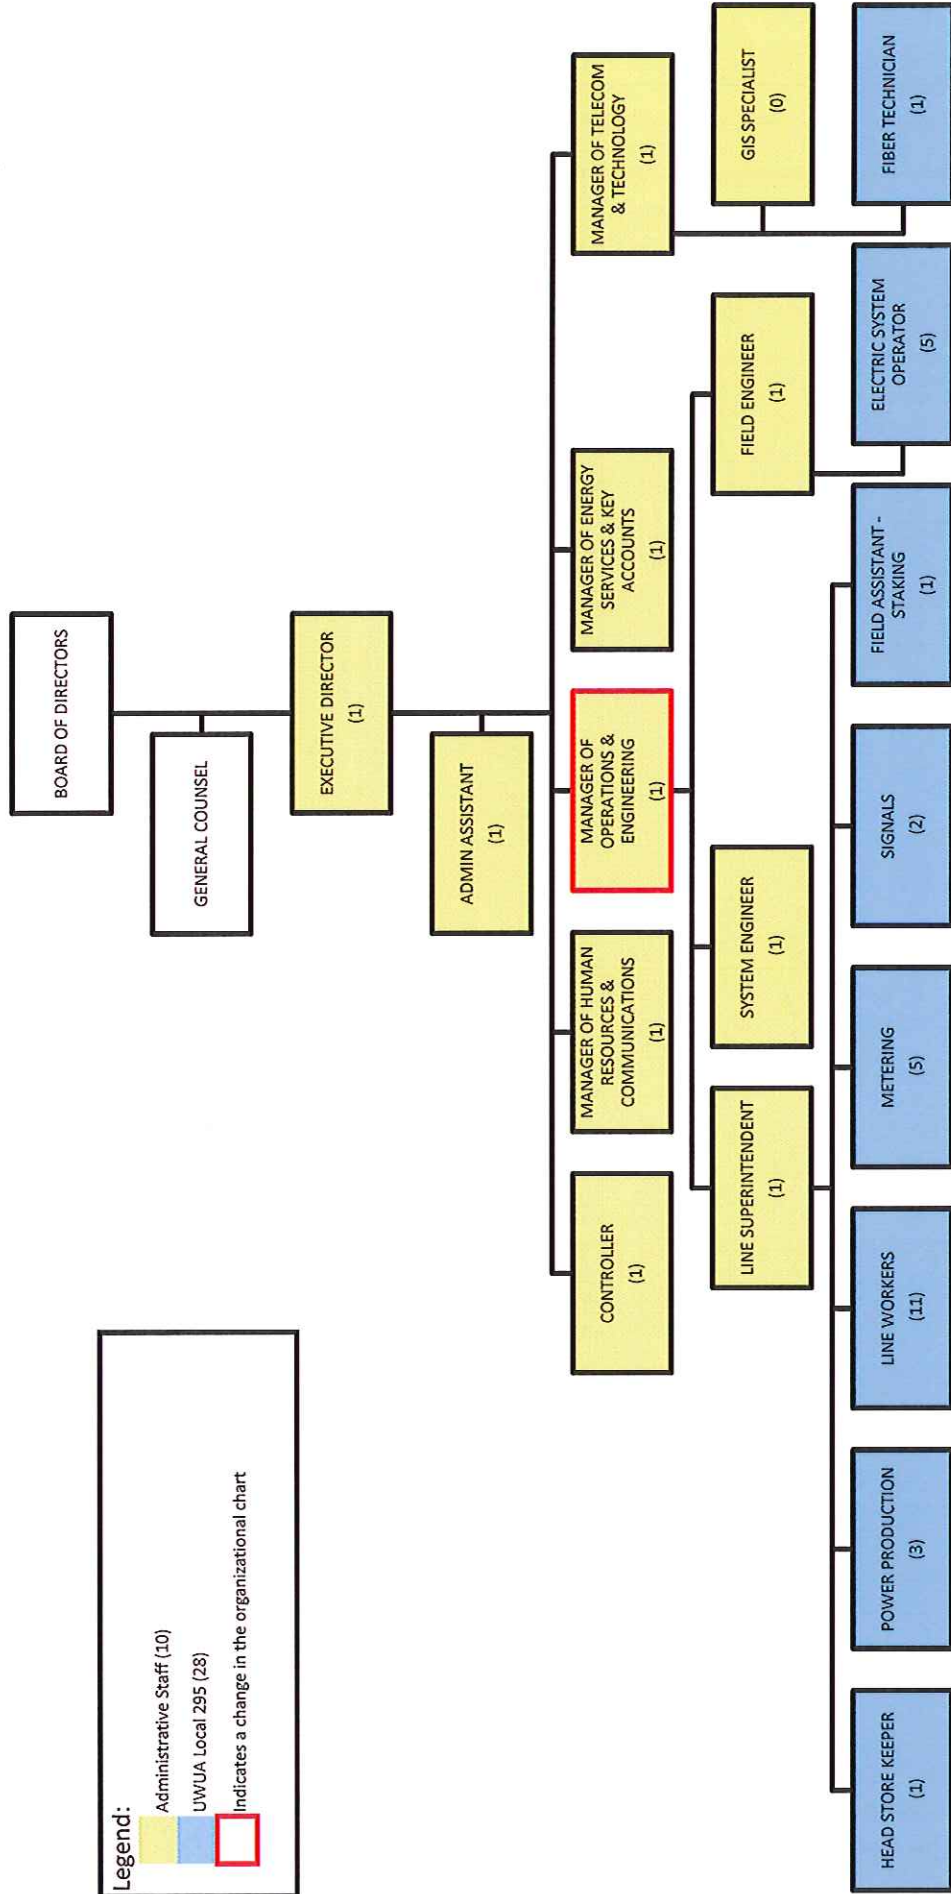 Legend:
Administrative Staff (10)
UWUA Local 295 (28)
Indicates a change in the organizational chart
BOARD OF DIRECTORS
GENERAL COUNSEL
EXECUTIVE DIRECTOR
(1)
ADMIN ASSISTANT
(1)
CONTROLLER
(1)
MANAGER OF HUMAN
RESOURCES &
COMMUNICATIONS
(1)
MANAGER OF
OPERATIONS &
ENGINEERING
(1)
MANAGER OF ENERGY
SERVICES & KEY
ACCOUNTS
(1)
MANAGER OF TELECOM
& TECHNOLOGY
(1)
LINE SUPERINTENDENT
(1)
SYSTEM ENGINEER
(1)
FIELD ENGINEER
(1)
GIS SPECIALIST
(0)
HEAD STORE KEEPER
(1)
POWER PRODUCTION
(3)
LINE WORKERS
(11)
METERING
(5)
SIGNALS
(2)
FIELD ASSISTANT -
STAKING
(1)
ELECTRIC SYSTEM
OPERATOR
(5)
FIBER TECHNICIAN
(1)